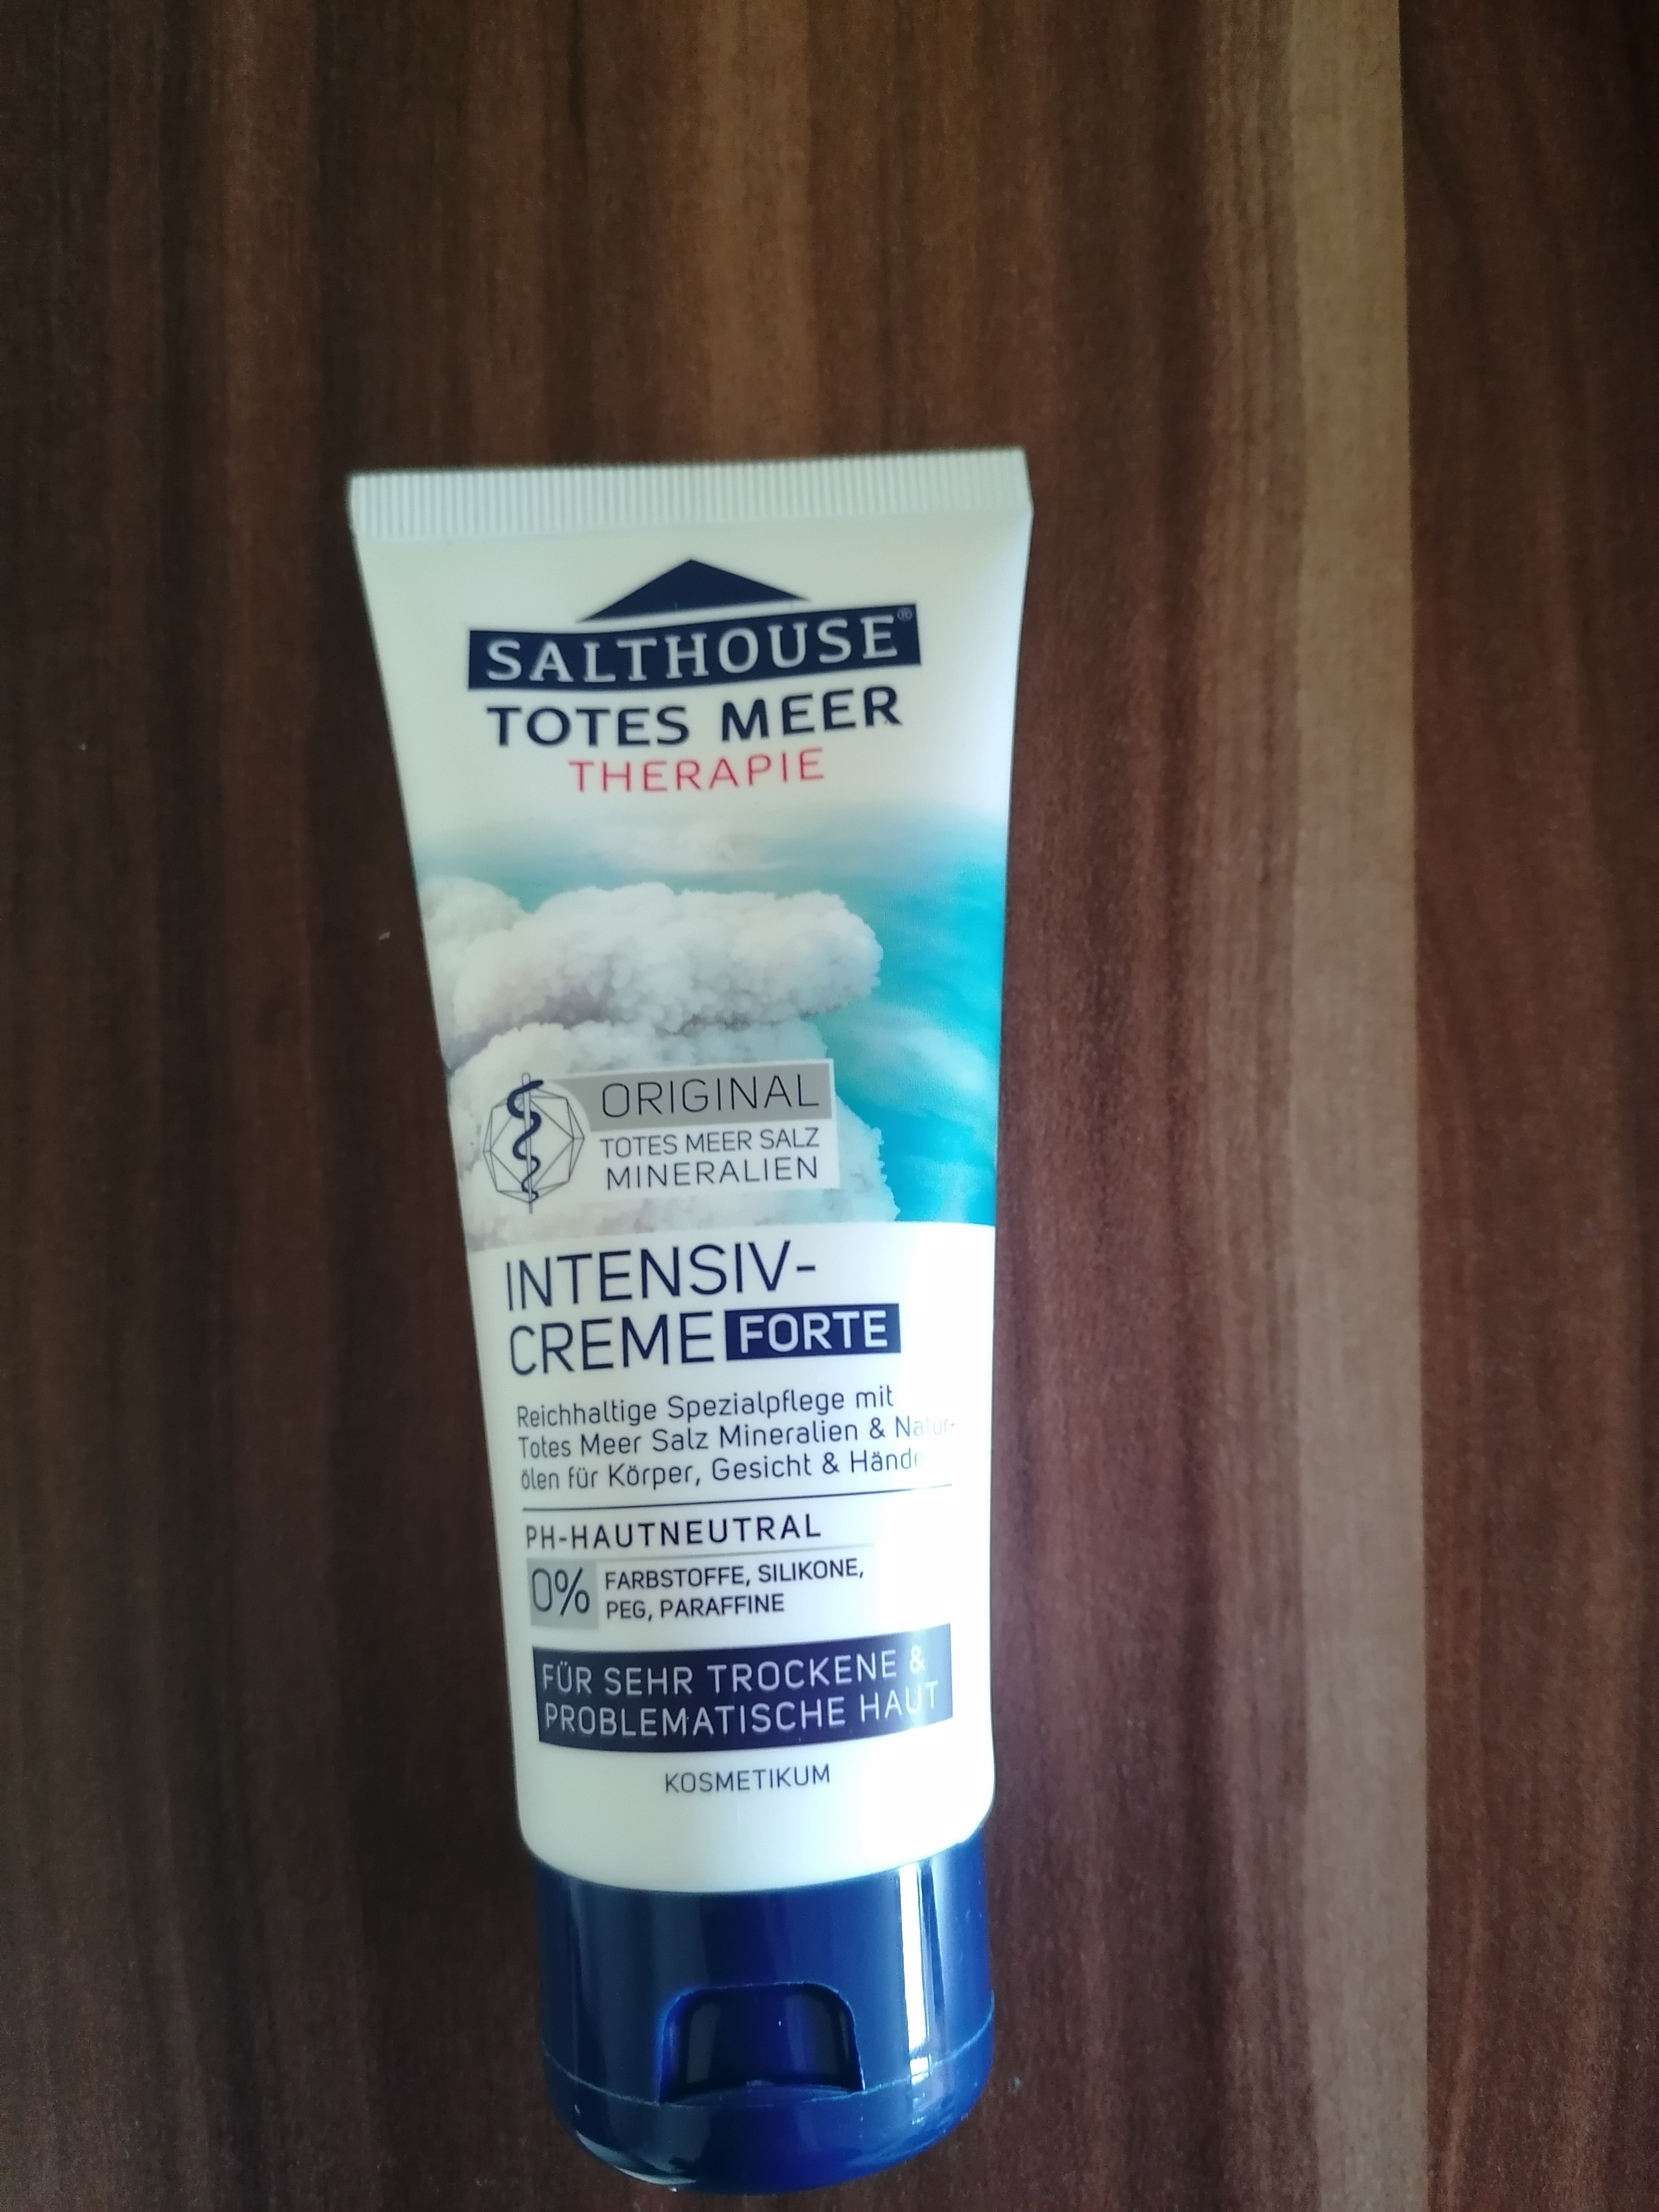 SALTHOUSE®
TOTES MEER
THERAPIE
ORIGINAL
TOTES MEER SALZ
MINERALIEN
INTENSIV-
CREME FORTE
Reichhaltige Spezialpflege mit
Totes Meer Salz Mineralien & Natur-
ölen für Körper, Gesicht & Hände
PH-HAUTNEUTRAL
0% FARBSTOFFE, SILIKONE,
PEG, PARAFFINE
FÜR SEHR TROCKENE &
PROBLEMATISCHE HAUT
KOSMETIKUM